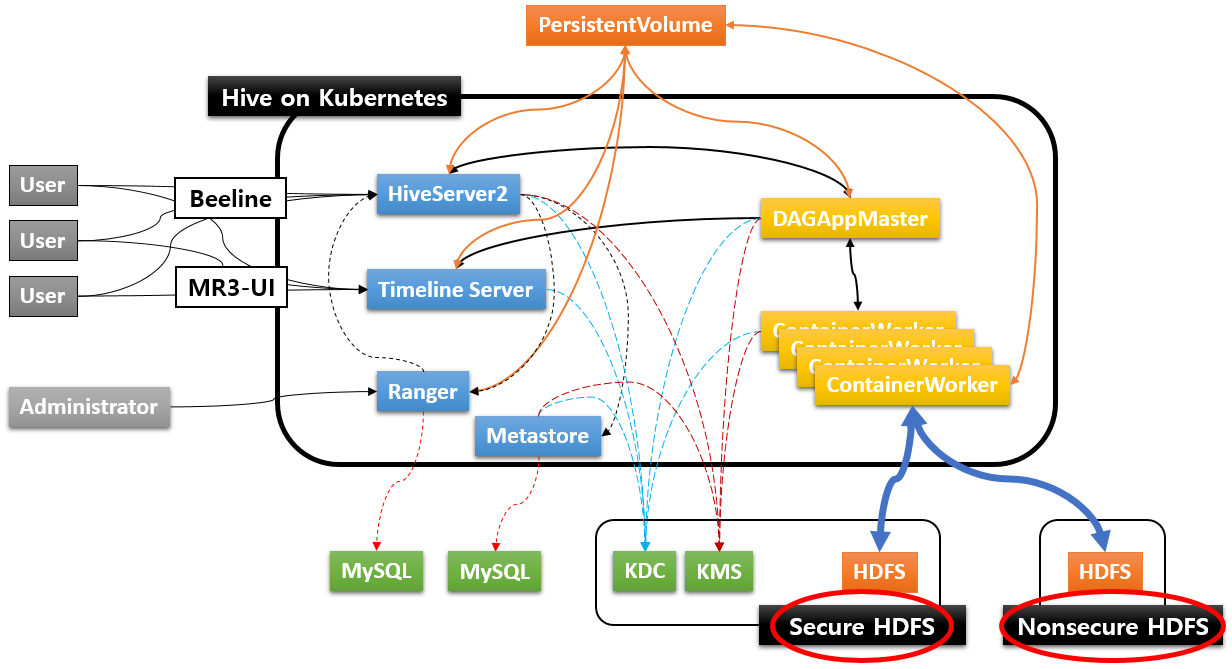 PersistentVolume
Hive on Kubernetes
User
Beeline
HiveServer2
User
DAGAppMaster
User
MR3-UI
Timeline Server
ContainerWorker
ContainerWorker
ContainerWorker
ContainerWorker
Administrator
Ranger
Metastore
MySQL
MySQL
KDC
KMS
HDFS
HDFS
Secure HDFS
Nonsecure HDFS